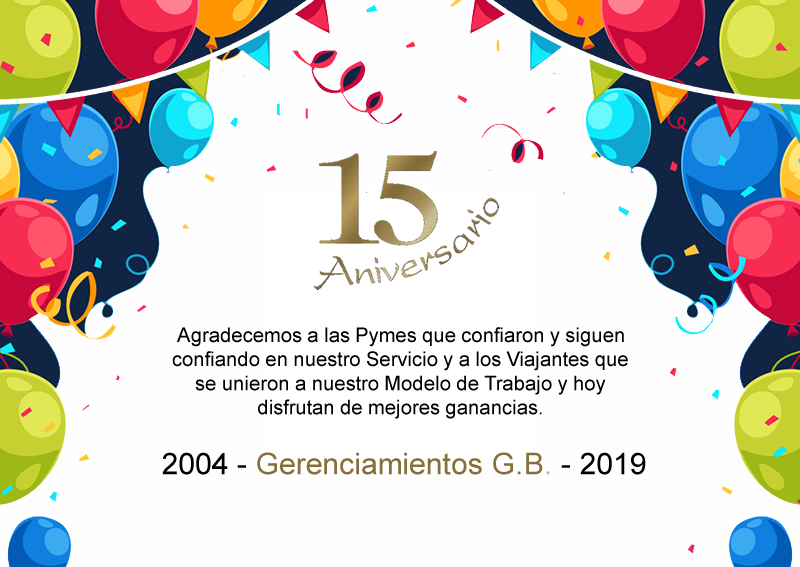 15
Aniversario
Agradecemos a las Pymes que confiaron y siguen
confiando en nuestro Servicio y a los Viajantes que
se unieron a nuestro Modelo de Trabajo y hoy
disfrutan de mejores ganancias.
2004 - Gerenciamientos G.B. - 2019